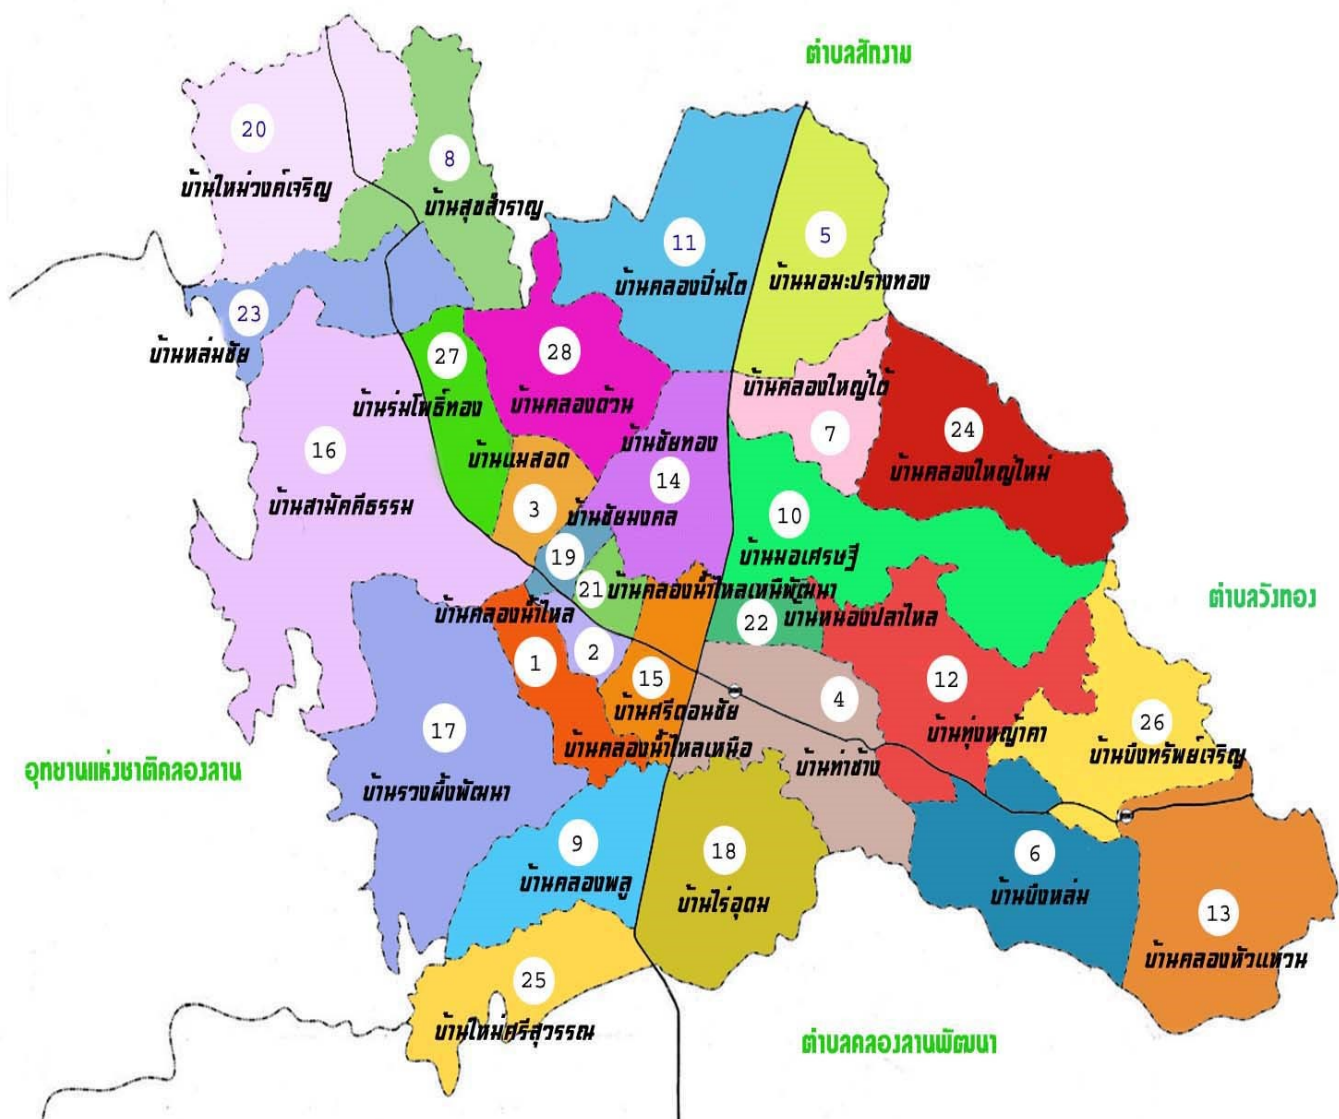 ตำบลสักงาม
20
บ้านใหม่วงค์เจริญ
8
บ้านสุขสำราญ
11
บ้านคลองปิ่นโต
5
บ้านมอมะปรางทอง
23
บ้านหล่มชัย
27
บ้านร่มโพธิ์ทอง
28
บ้านคลองด้วน
บ้านคลองใหญ่ใต้
7
24
บ้านคลองใหญ่ใหม่
16
บ้านสามัคคีธรรม
บ้านแมสอด
3
บ้านชัยทอง
14
บ้านชัยมงคล
19
10
บ้านมอเศรษฐี
21
บ้านคลองน้ำไหลเหนืพัฒนา
22
บ้านหนองปลาไหล
ตำบลวังทอง
บ้านคลองน้ำไหล
1
2
15
บ้านศรีดอนชัย
บ้านคลองน้ำไหลเหนือ
4
บ้านท่าช้าง
12
บ้านทุ่งหญ้าคา
26
บ้านบึงทรัพย์เจริญ
17
บ้านรวงผึ้งพัฒนา
อุทยานแห่งชาติคลองลาน
9
บ้านคลองพลู
18
บ้านไร่อุดม
6
บ้านบึงหล่ม
13
บ้านคลองหัวแหวน
25
บ้านใหม่ศรีสุวรรณ
ตำบลคลองลานพัฒนา